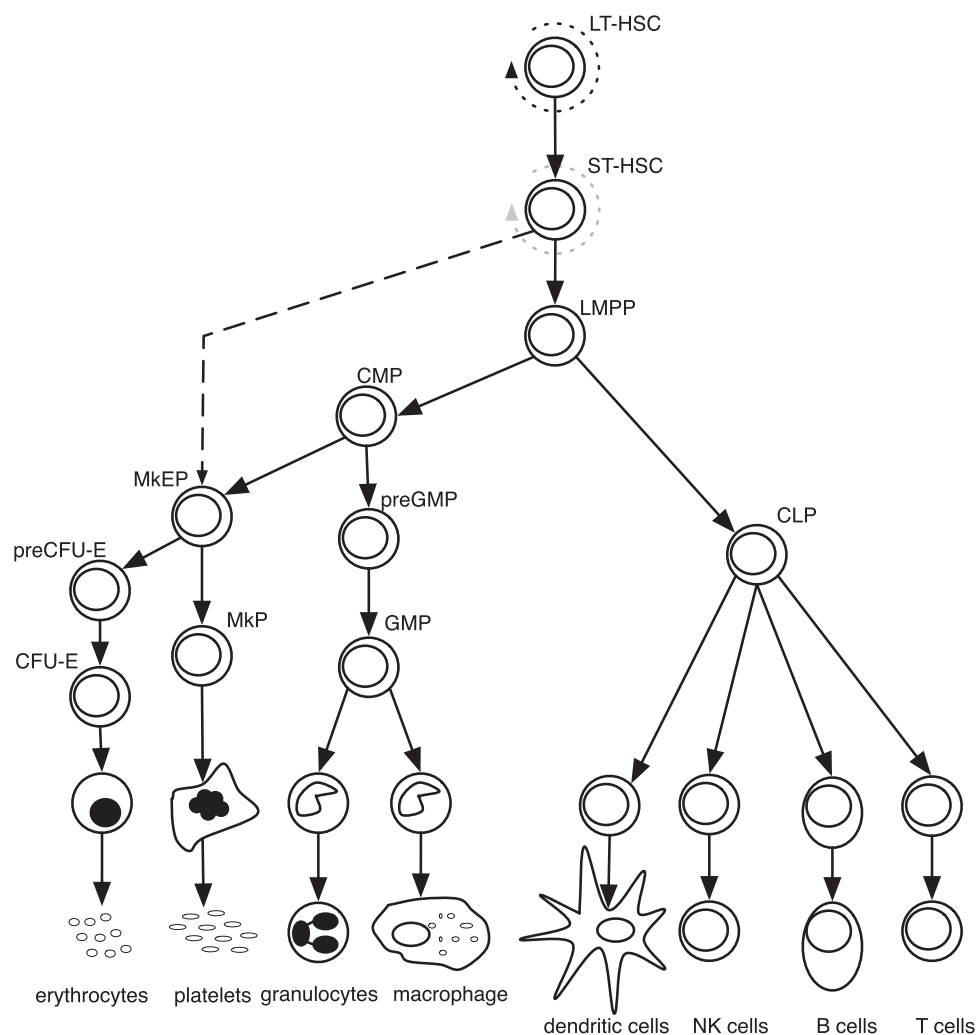 LT-HSC
ST-HSC
LMPP
CMP
MkEP
preGMP
CLP
preCFU-E
MkP
GMP
CFU-E
erythrocytes
platelets
granulocytes
macrophage
dendritic cells
NK cells
B cells
T cells